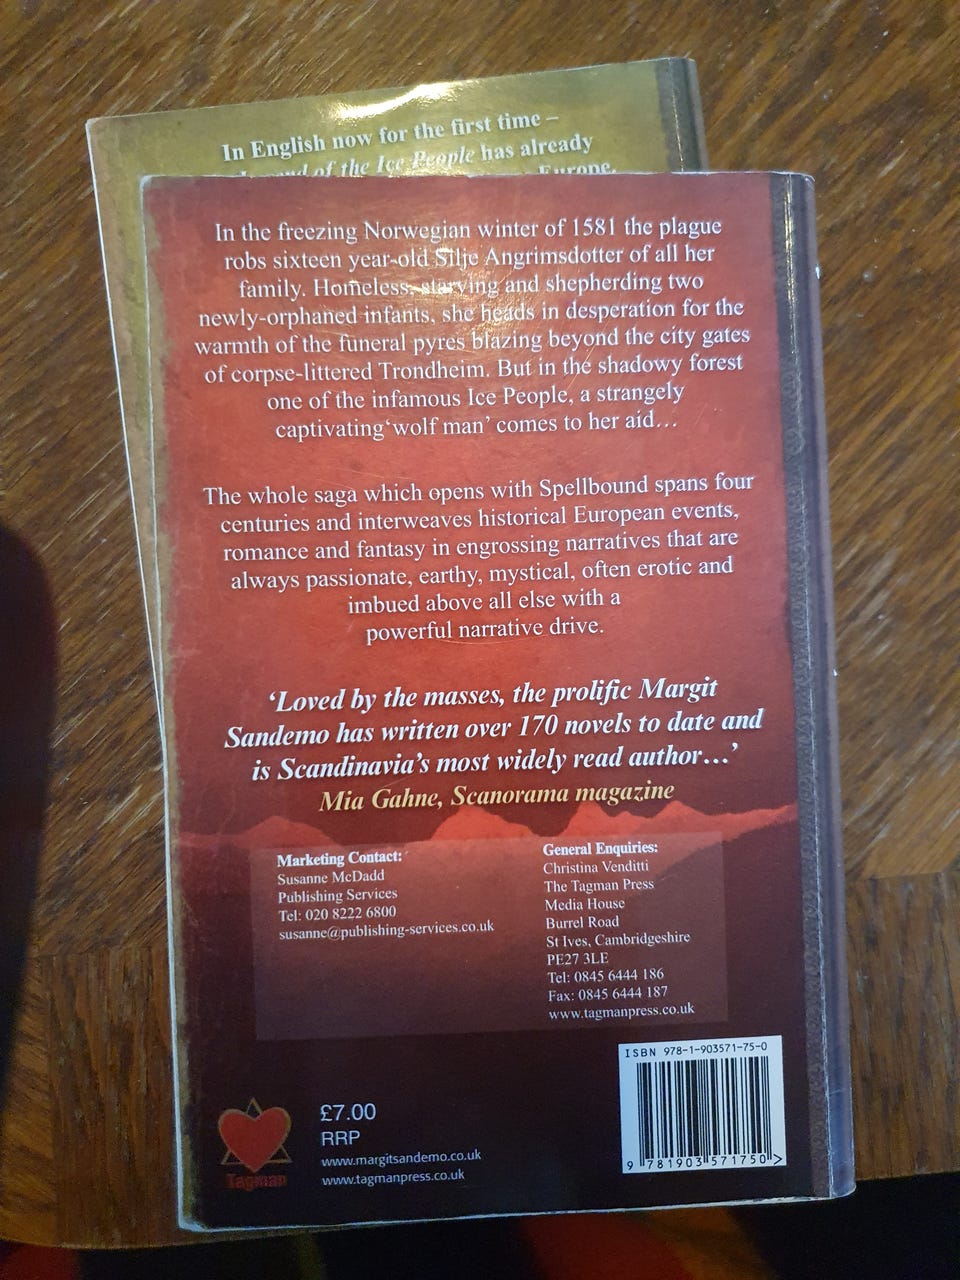 In English now for the first time –
of the Ice People has already
Europe.
In the freezing Norwegian winter of 1581 the plague
robs sixteen year-old Silje Angrimsdotter of all her
family. Homeless, starving and shepherding two
newly-orphaned infants, she heads in desperation for the
warmth of the funeral pyres blazing beyond the city gates
of corpse-littered Trondheim. But in the shadowy forest
one of the infamous Ice People, a strangely
captivating‘wolf man’ comes to her aid…
The whole saga which opens with Spellbound spans four
centuries and interweaves historical European events,
romance and fantasy in engrossing narratives that are
always passionate, earthy, mystical, often erotic and
imbued above all else with a
powerful narrative drive.
‘Loved by the masses, the prolific Margit
Sandemo has written over 170 novels to date and
is Scandinavia’s most widely read author…’
Mia Gahne, Scanorama magazine
Marketing Contact:
Susanne McDadd
Publishing Services
Tel: 020 8222 6800
susanne@publishing-services.co.uk
General Enquiries:
Christina Venditti
The Tagman Press
Media House
Burrel Road
St Ives, Cambridgeshire
PE27 3LE
Tel: 0845 6444 186
Fax: 0845 6444 187
www.tagmanpress.co.uk
ISBN 978-1-903571-75-0
9 781903 571750 >
Tagman
£7.00
RRP
www.margitsandemo.co.uk
www.tagmanpress.co.uk